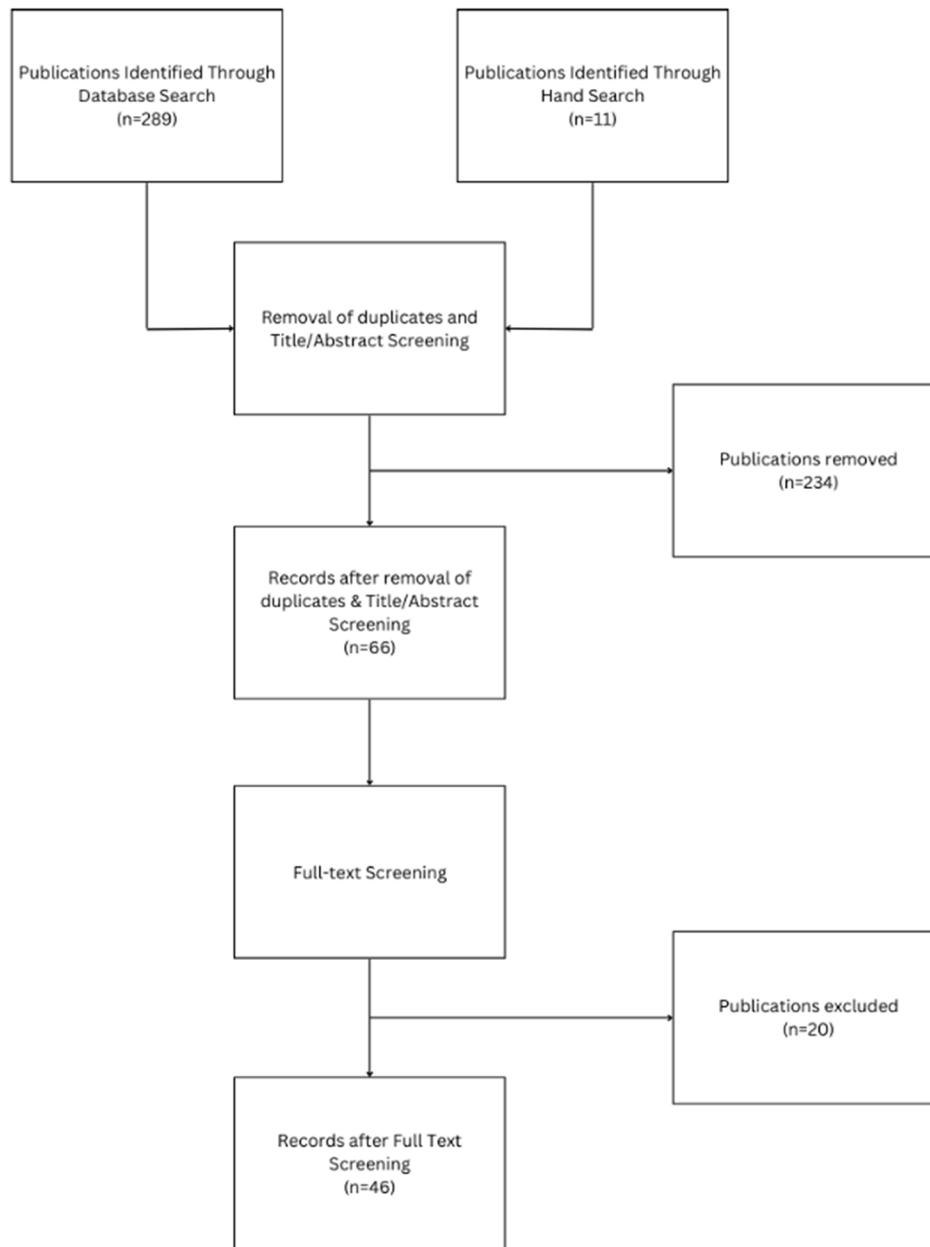 Publications Identified Through
Database Search
(n=289)
Publications Identified Through
Hand Search
(n=11)
Removal of duplicates and
Title/Abstract Screening
Publications removed
(n=234)
Records after removal of
duplicates & Title/Abstract
Screening
(n=66)
Full-text Screening
Publications excluded
(n=20)
Records after Full Text
Screening
(n=46)